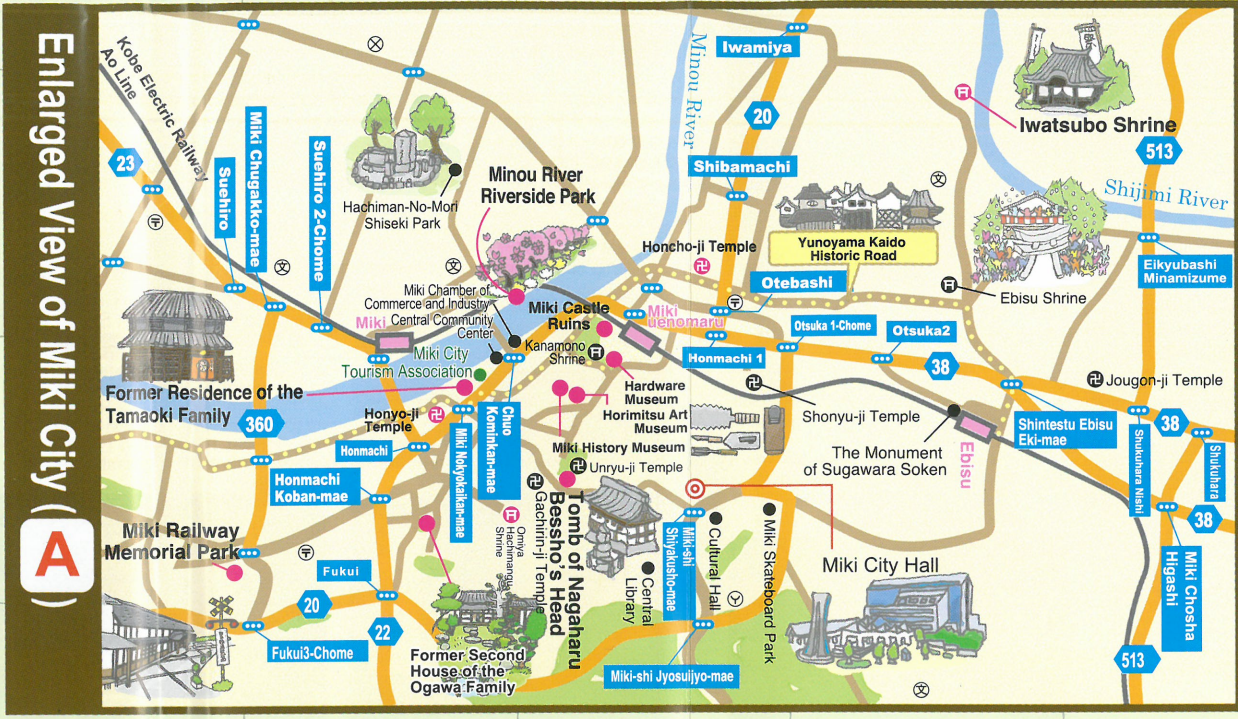 Enlarged View of Miki City (A)
Kobe Electric Railway
Ao Line
23
Suehiro
Miki Chugakko-mae
Suehiro 2-Chome
Hachiman-No-Mori
Shiseki Park
Minou River
Riverside Park
Minou River
Iwamiya
20
Shibamachi
Iwatsubo Shrine
513
Shijimi River
Yunoyama Kaido
Historic Road
Honcho-ji Temple
Otebashi
Ebisu Shrine
Eikyubashi
Minamizume
Miki Chamber of
Commerce and Industry
Central Community
Center
Miki
Miki Castle
Ruins
Miki
uenomaru
Kanamono
Shrine
Honmachi 1
Otsuka 1-Chome
Otsuka2
38
Jougon-ji Temple
Miki City
Tourism Association
Former Residence of the
Tamaoki Family
360
Honyo-ji
Temple
Honmachi
Miki Nokyokaikan-mae
Chuo
Kominkan-mae
Hardware
Museum
Horimitsu Art
Museum
Miki History Museum
Unryu-ji Temple
Shonyu-ji Temple
The Monument
of Sugawara Soken
Ebisu
Shintestu Ebisu
Eki-mae
Shukuhara Nishi
38
Shukuhara
38
Honmachi
Koban-mae
Miki Railway
Memorial Park
Fukui
20
22
Fukui3-Chome
Omiya
Hachimangu
Shrine
Gachirin-ji Temple
Tomb of Nagaharu
Bessho's Head
Former Second
House of the
Ogawa Family
Central
Library
Miki-shi
Shiyakusho-mae
Cultural Hall
Miki Skateboard Park
Miki City Hall
Miki-shi Jyosuijyo-mae
Miki Chosha
Higashi
513